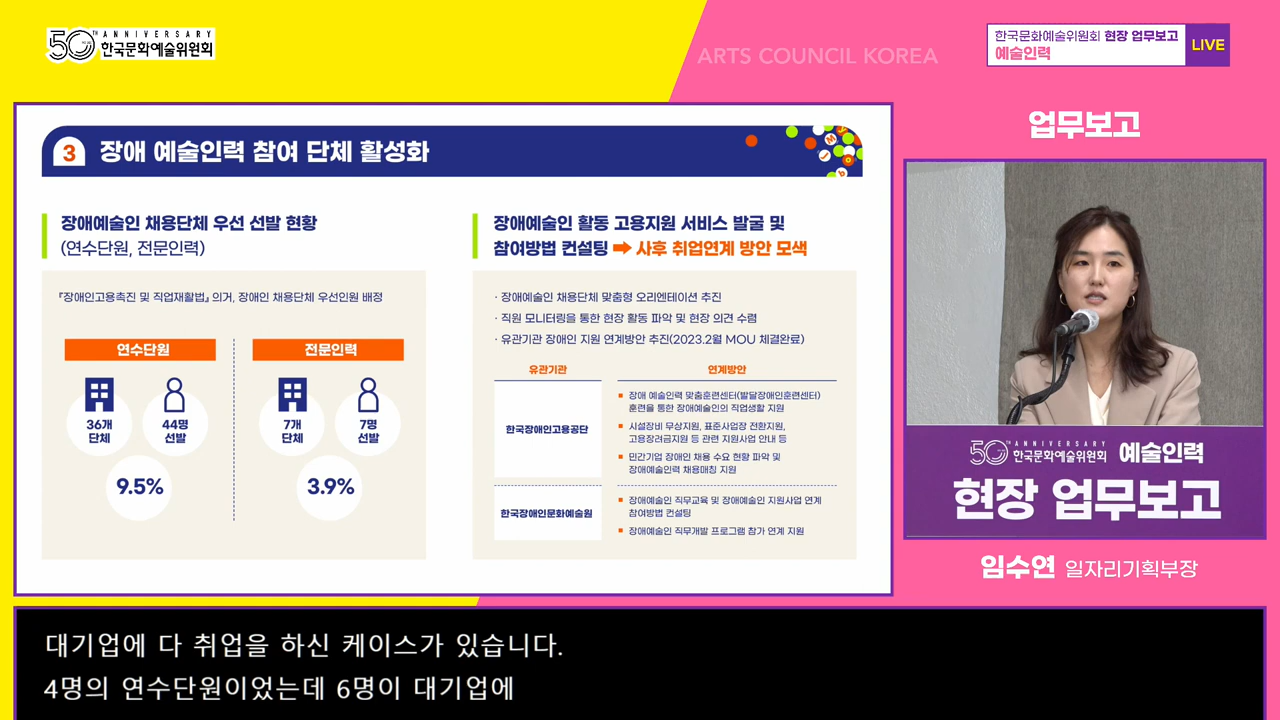 50TH ANNIVERSARY
한국문화예술위원회
ARTS COUNCIL KOREA
한국문화예술위원회 현장 업무보고
예술인력
LIVE
3 장애 예술인력 참여 단체 활성화
장애예술인 채용단체 우선 선발 현황
(연수단원, 전문인력)
『장애인고용촉진 및 직업재활법』 의거, 장애인 채용단체 우선인원 배정
연수단원
36개
단체
44명
선발
9.5%
전문인력
7개
단체
7명
선발
3.9%
장애예술인 활동 고용지원 서비스 발굴 및
참여방법 컨설팅 ➡ 사후 취업연계 방안 모색
· 장애예술인 채용단체 맞춤형 오리엔테이션 추진
· 직원 모니터링을 통한 현장 활동 파악 및 현장 의견 수렴
· 유관기관 장애인 지원 연계방안 추진(2023.2월 MOU 체결완료)
유관기관
연계방안
한국장애인고용공단
장애 예술인력 맞춤훈련센터(발달장애인훈련센터)
훈련을 통한 장애예술인의 직업생활 지원
시설장비 무상지원, 표준사업장 전환지원,
고용장려금지원 등 관련 지원사업 안내 등
민간기업 장애인 채용 수요 현황 파악 및
장애예술인력 채용매칭 지원
한국장애인문화예술원
장애예술인 직무교육 및 장애예술인 지원사업 연계
참여방법 컨설팅
장애예술인 직무개발 프로그램 참가 연계 지원
업무보고
50TH ANNIVERSARY
한국문화예술위원회 예술인력
현장 업무보고
임수연 일자리기획부장
대기업에 다 취업을 하신 케이스가 있습니다.
4명의 연수단원이었는데 6명이 대기업에